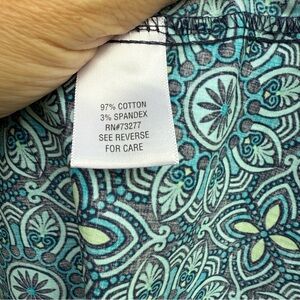 97% COTTON
3% SPANDEX
RN#73277
SEE REVERSE
FOR CARE